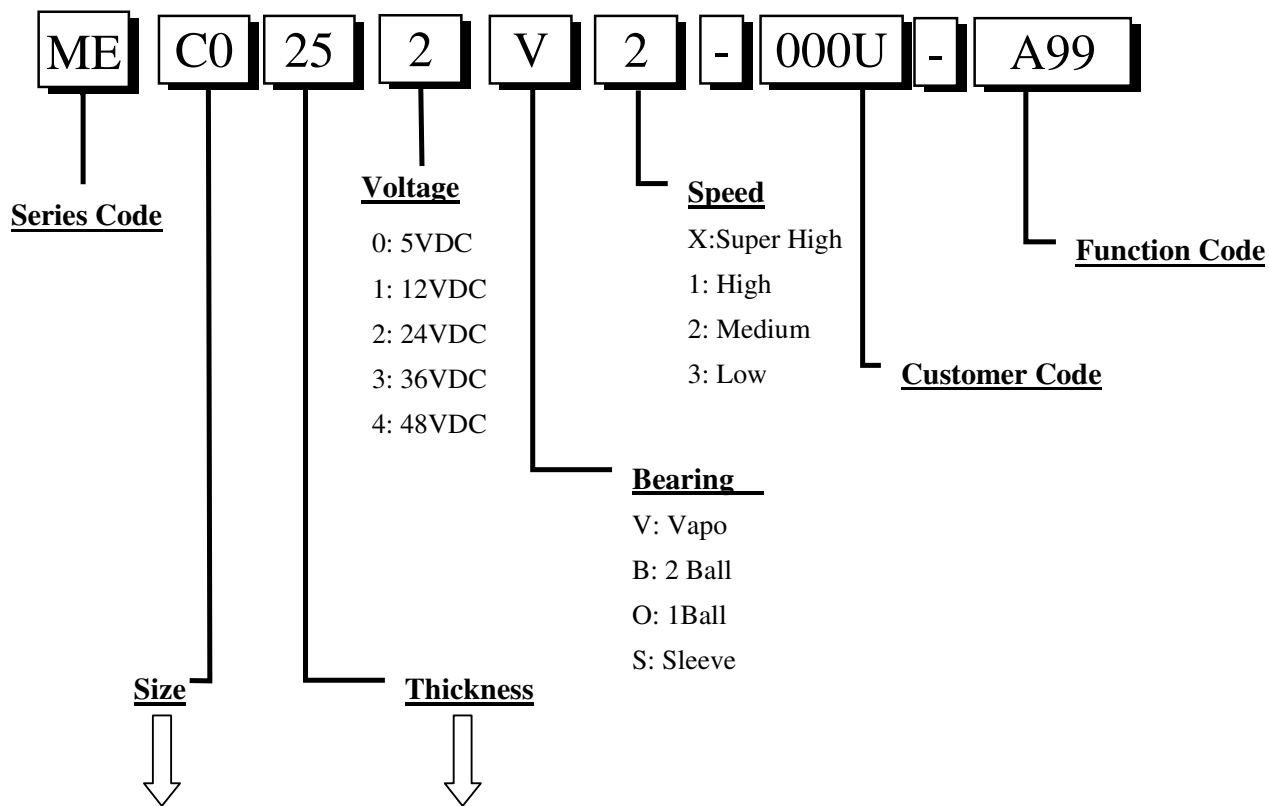 ME C0 25 2 V 2 - 000U - A99
Series Code
Voltage
0: 5VDC
1: 12VDC
2: 24VDC
3: 36VDC
4: 48VDC
Speed
X:Super High
1: High
2: Medium
3: Low
Function Code
Customer Code
Bearing
V: Vapo
B: 2 Ball
O: 1Ball
S: Sleeve
Size
Thickness